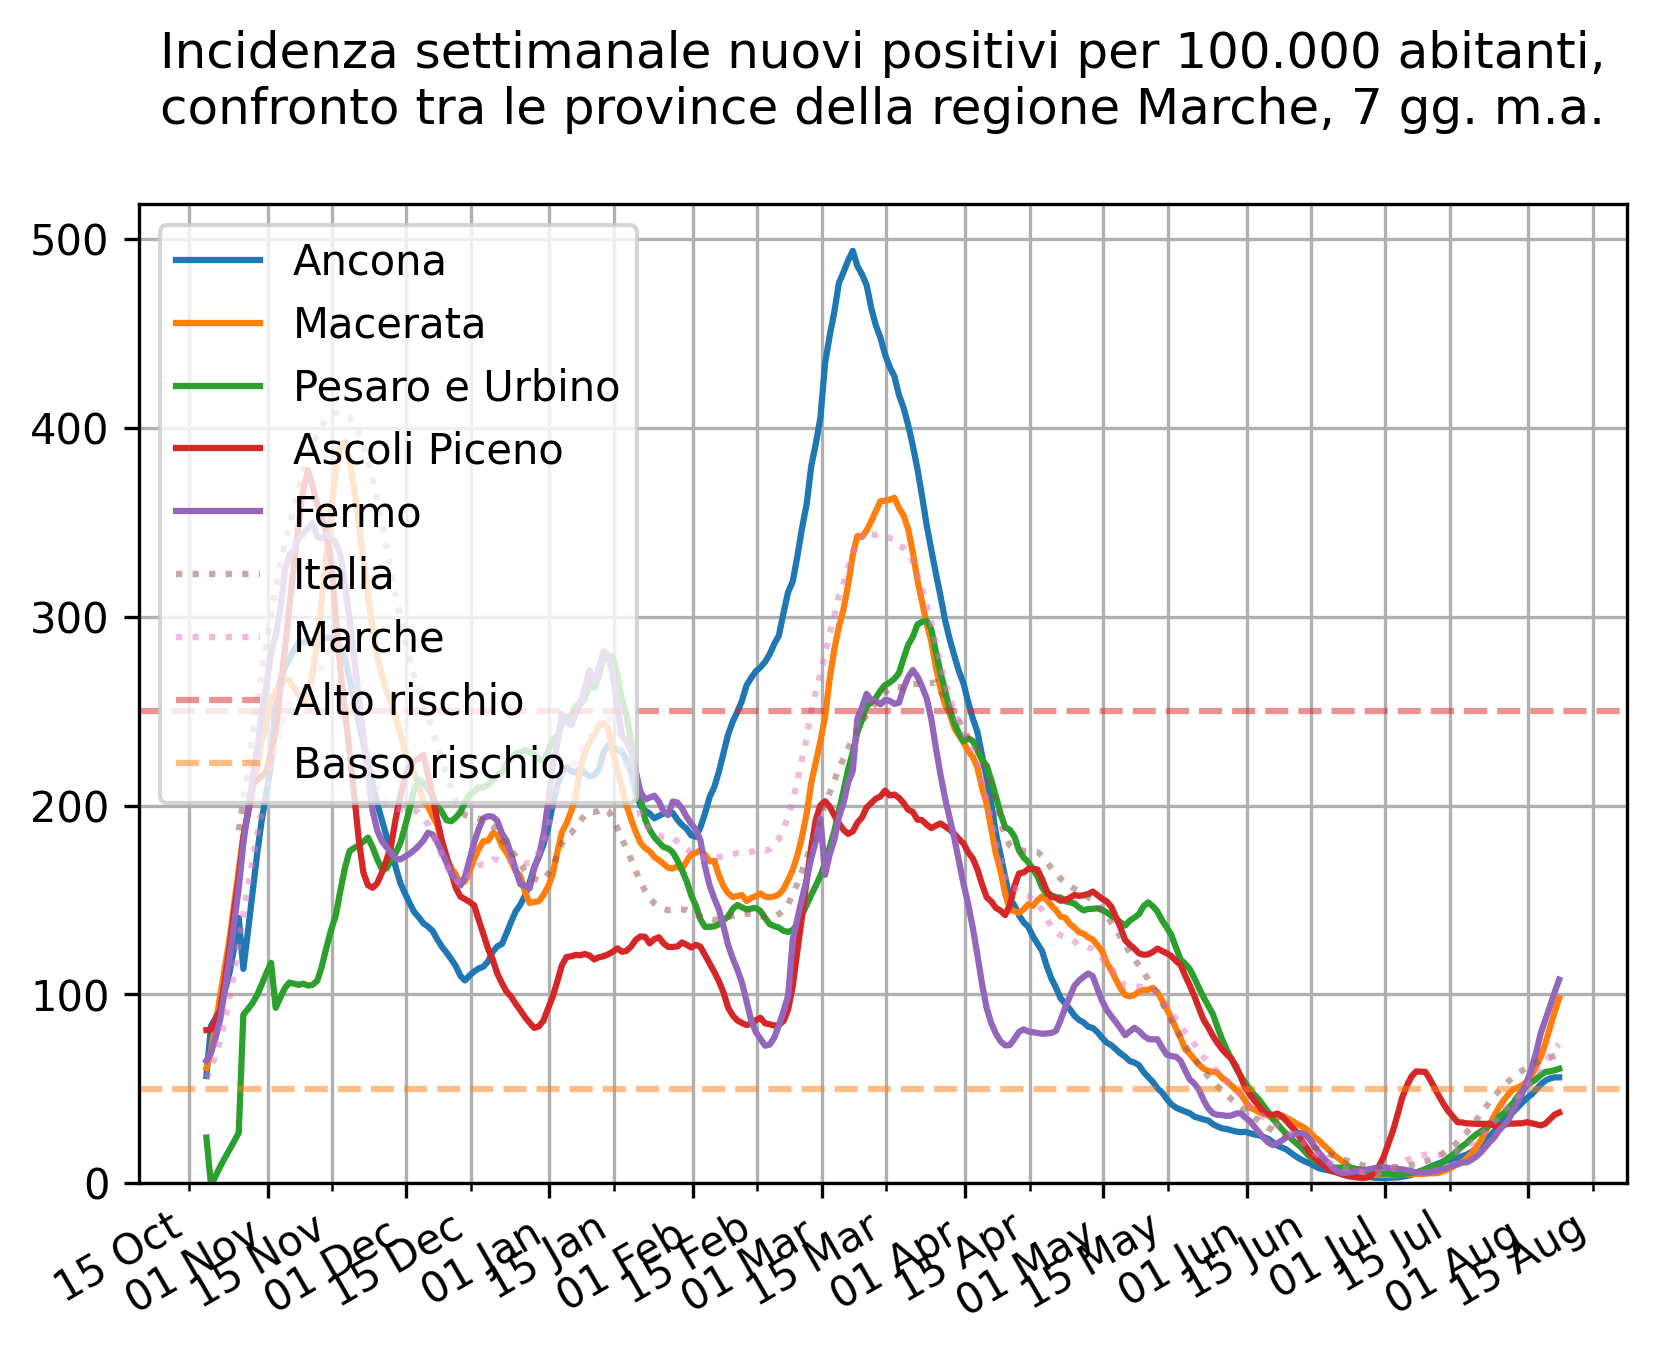 Incidenza settimanale nuovi positivi per 100.000 abitanti,
confronto tra le province della regione Marche, 7 gg. m.a.
500
400
300
200
100
0
Ancona
Macerata
Pesaro e Urbino
Ascoli Piceno
Fermo
Italia
Marche
Alto rischio
Basso rischio
15 Oct
01 Nov
15 Nov
01 Dec
15 Dec
01 Jan
15 Jan
01 Feb
15 Feb
01 Mar
15 Mar
01 Apr
15 Apr
01 May
15 May
01 Jun
15 Jun
01 Jul
15 Jul
01 Aug
15 Aug